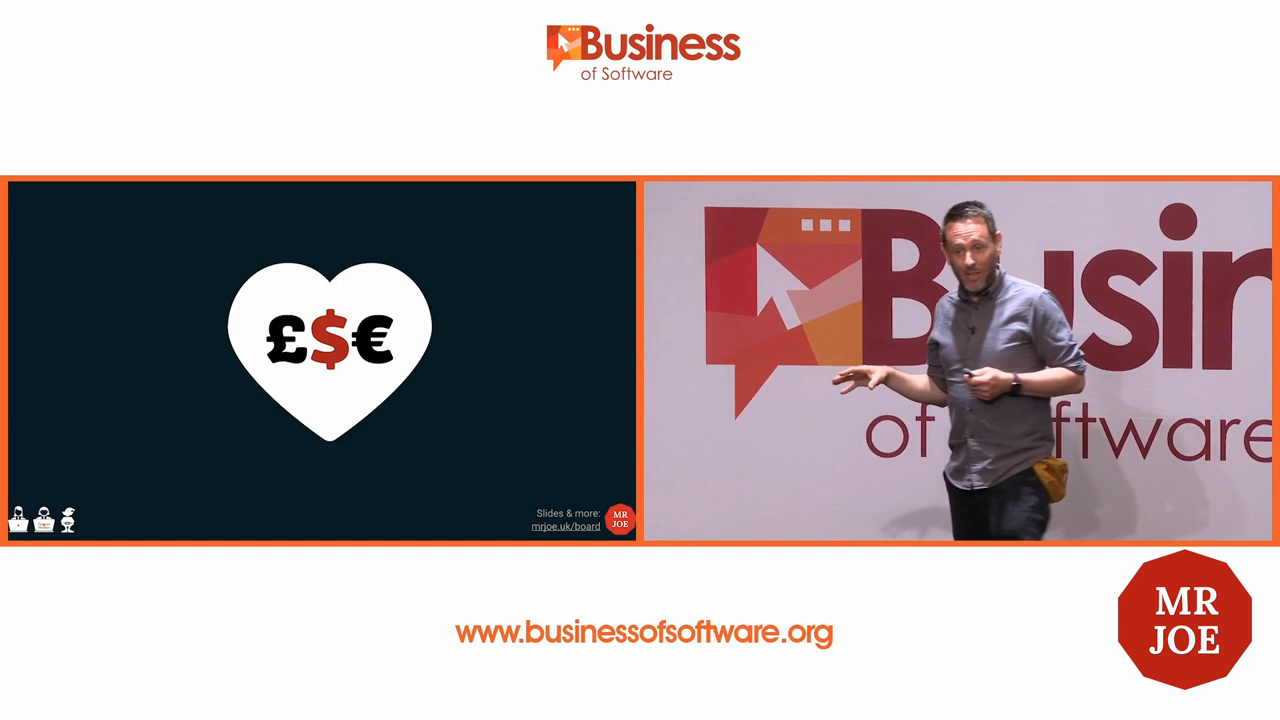 Business
of Software
£$€
Slides & more:
mrjoe.uk/board
MR
JOE
Busin
of ftware
www.businessofsoftware.org
MR
JOE